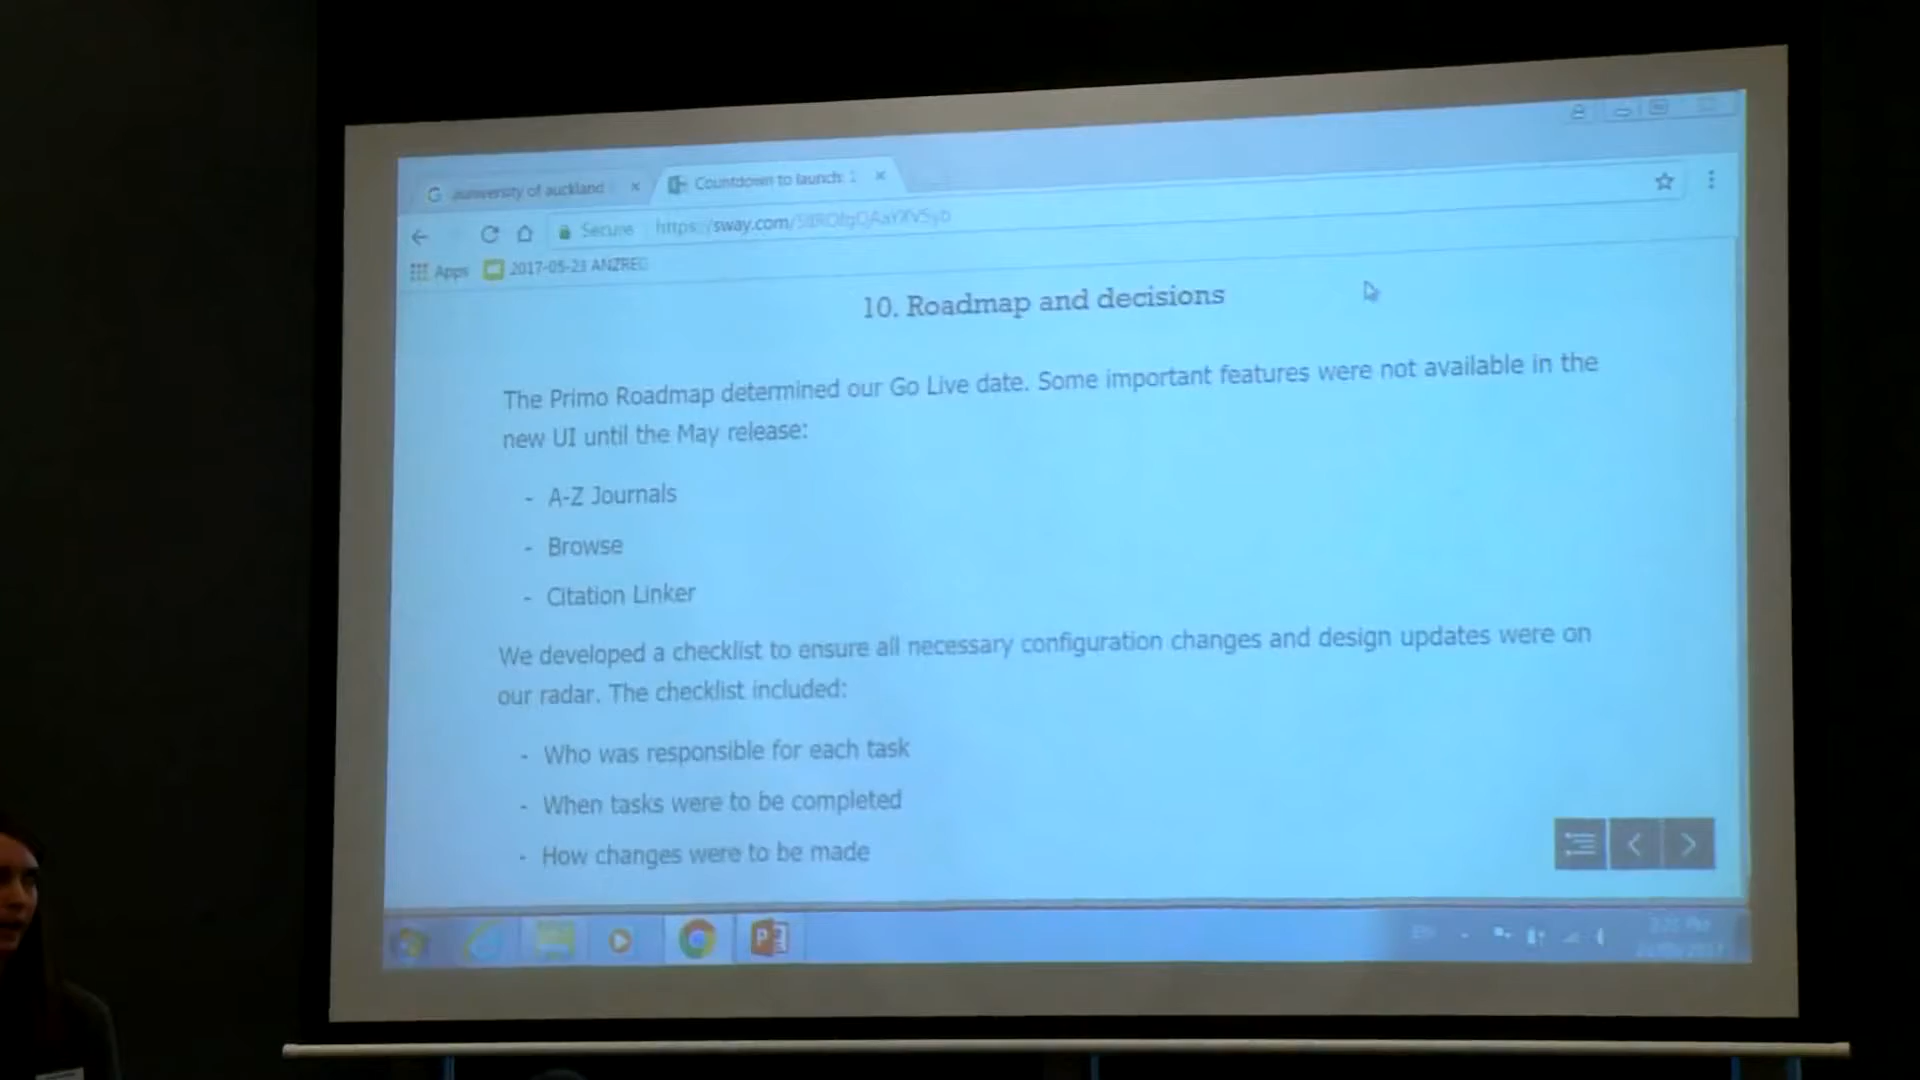 university of auckland
Countdown to launch: 1
Secure https://sway.com/
Apps 2017-05-23 ANZREG
10. Roadmap and decisions
The Primo Roadmap determined our Go Live date. Some important features were not available in the
new UI until the May release:
- A-Z Journals
- Browse
- Citation Linker
We developed a checklist to ensure all necessary configuration changes and design updates were on
our radar. The checklist included:
- Who was responsible for each task
- When tasks were to be completed
- How changes were to be made